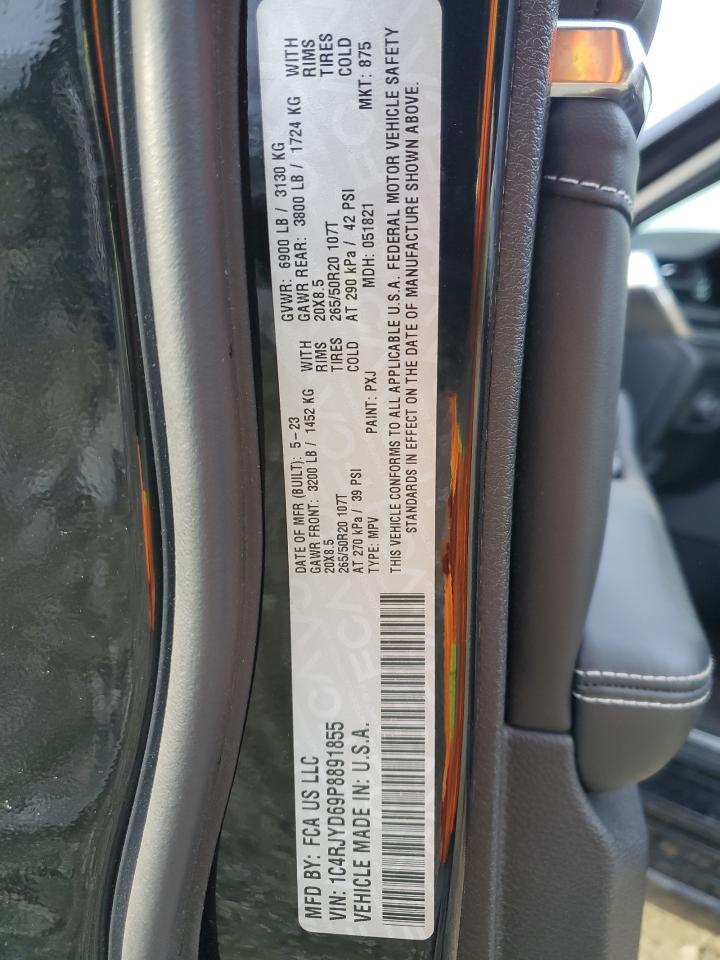 MFD BY: FCA US LLC
VIN: 1C4RJYD69P8891855
VEHICLE MADE IN: U.S.A.
DATE OF MFR (BUILT): 5-23 GVWR: 6900 LB / 3130 KG
GAWR FRONT: 3200 LB / 1452 KG WITH GAWR REAR: 3800 LB / 1724 KG WITH
20X8.5 RIMS 20X8.5 RIMS
265/50R20 107T TIRES 265/50R20 107T TIRES
AT 270 kPa / 39 PSI COLD AT 290 kPa / 42 PSI COLD
TYPE: MPV PAINT: PXJ MDH: 051821 MKT: 875
THIS VEHICLE CONFORMS TO ALL APPLICABLE U.S.A. FEDERAL MOTOR VEHICLE SAFETY
STANDARDS IN EFFECT ON THE DATE OF MANUFACTURE SHOWN ABOVE.